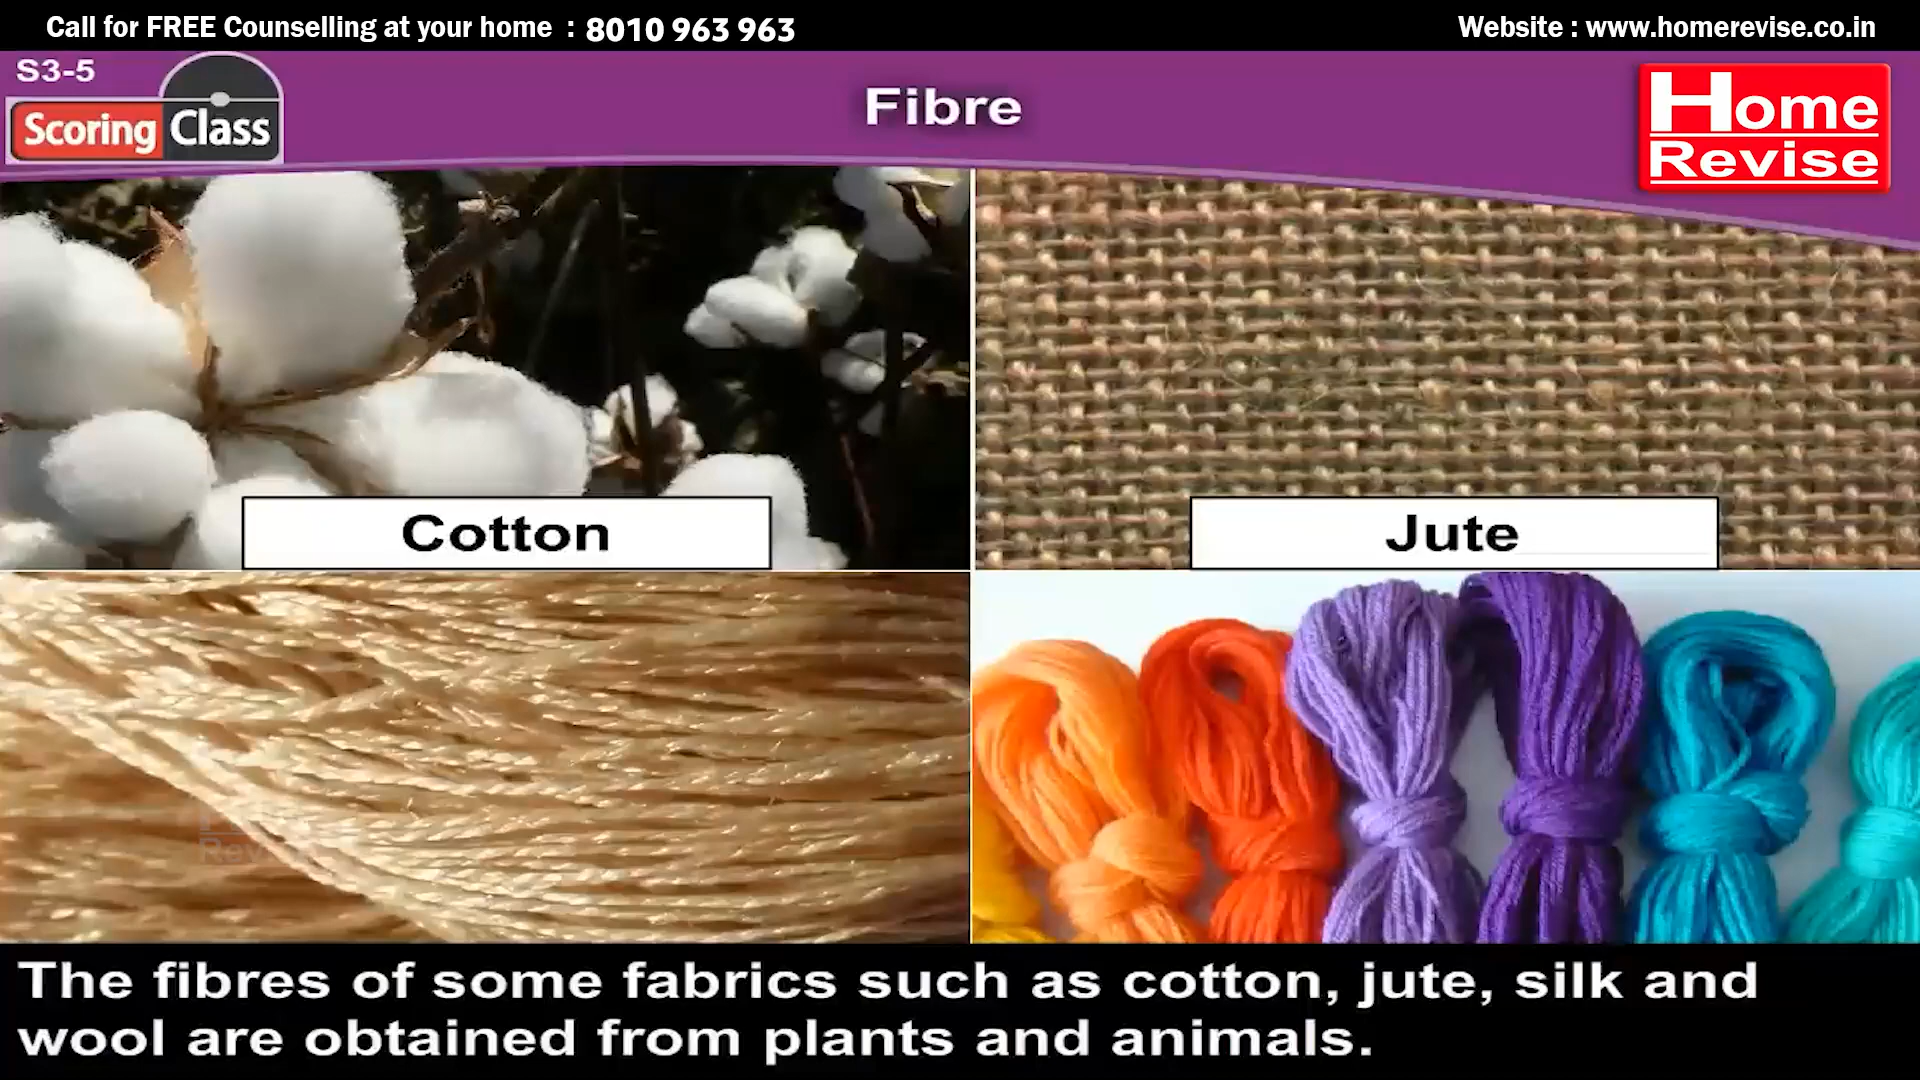 Call for FREE Counselling at your home : 8010 963 963
Website : www.homerevise.co.in
S3-5
Scoring Class
Fibre
Home
Revise
Cotton
Jute
The fibres of some fabrics such as cotton, jute, silk and
wool are obtained from plants and animals.